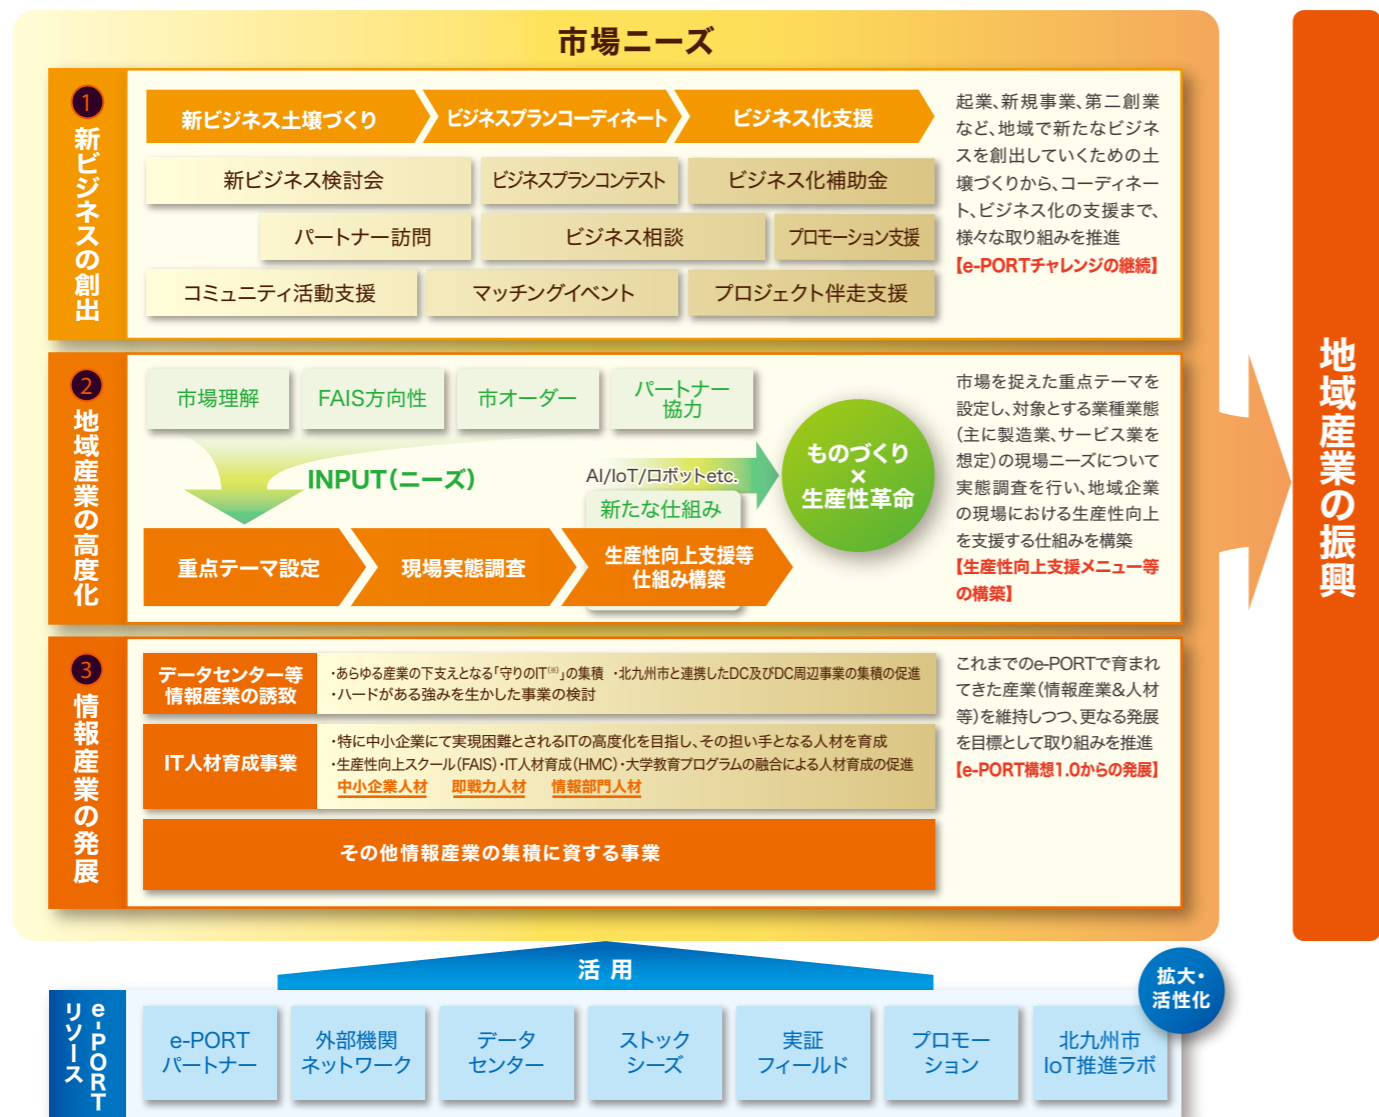 市場ニーズ
1
新ビジネスの創出
新ビジネス土壌づくり
ビジネスプランコーディネート
ビジネス化支援
新ビジネス検討会
ビジネスプランコンテスト
ビジネス化補助金
パートナー訪問
ビジネス相談
プロモーション支援
コミュニティ活動支援
マッチングイベント
プロジェクト伴走支援
起業、新規事業、第二創業
など、地域で新たなビジネ
スを創出していくための土
壌づくりから、コーディネー
ト、ビジネス化の支援まで、
様々な取り組みを推進
【e-PORTチャレンジの継続】
2
地域産業の高度化
市場理解
FAIS方向性
市オーダー
パートナー
協力
INPUT(ニーズ)
AI/IoT/ロボットetc.
新たな仕組み
ものづくり
×
生産性革命
重点テーマ設定
現場実態調査
生産性向上支援等
仕組み構築
市場を捉えた重点テーマを
設定し、対象とする業種業態
(主に製造業、サービス業を
想定)の現場ニーズについて
実態調査を行い、地域企業
の現場における生産性向上
を支援する仕組みを構築
【生産性向上支援メニュー等
の構築】
3
情報産業の発展
データセンター等
情報産業の誘致
・あらゆる産業の下支えとなる「守りのIT(※)」の集積 ・北九州市と連携したDC及びDC周辺事業の集積の促進
・ハードがある強みを生かした事業の検討
IT人材育成事業
・特に中小企業にて実現困難とされるITの高度化を目指し、その担い手となる人材を育成
・生産性向上スクール(FAIS)・IT人材育成(HMC)・大学教育プログラムの融合による人材育成の促進
中小企業人材 即戦力人材 情報部門人材
その他情報産業の集積に資する事業
これまでのe-PORTで育まれ
てきた産業(情報産業&人材
等)を維持しつつ、更なる発展
を目標として取り組みを推進
【e-PORT構想1.0からの発展】
地域産業の振興
活用
拡大・
活性化
e-PORT
リソース
e-PORT
パートナー
外部機関
ネットワーク
データ
センター
ストック
シーズ
実証
フィールド
プロモー
ション
北九州市
IoT推進ラボ